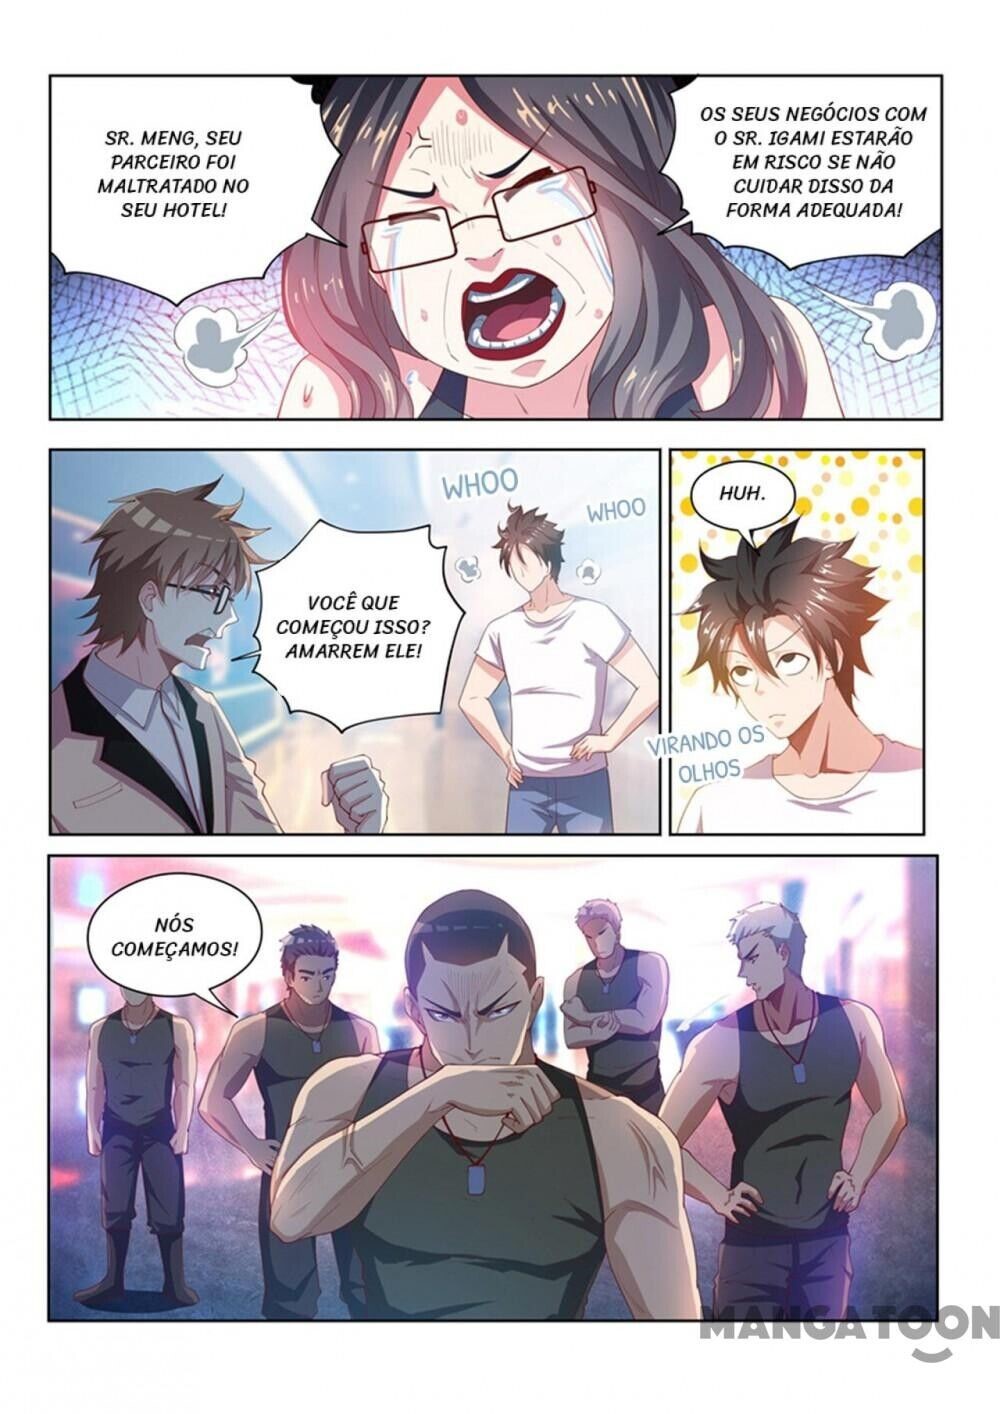 SR. MENG, SEU
PARCEIRO FOI
MALTRATADO NO
SEU HOTEL!
OS SEUS NEGÓCIOS COM
O SR. IGAMI ESTARÃO
EM RISCO SE NÃO
CUIDAR DISSO DA
FORMA ADEQUADA!
WHOO
WHOO
VOCÊ QUE
COMEÇOU ISSO?
AMARREM ELE!
HUH.
VIRANDO OS
OLHOS
NÓS
COMEÇAMOS!
MANGATOON